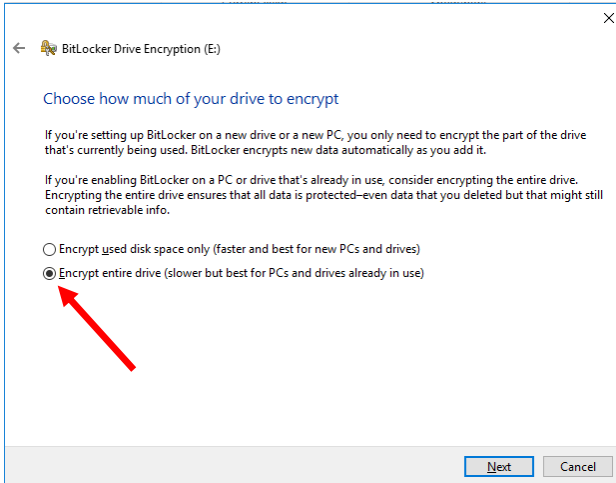 BitLocker Drive Encryption (E:)
Choose how much of your drive to encrypt
If you're setting up BitLocker on a new drive or a new PC, you only need to encrypt the part of the drive
that's currently being used. BitLocker encrypts new data automatically as you add it.
If you're enabling BitLocker on a PC or drive that's already in use, consider encrypting the entire drive.
Encrypting the entire drive ensures that all data is protected–even data that you deleted but that might still
contain retrievable info.
Encrypt used disk space only (faster and best for new PCs and drives)
Encrypt entire drive (slower but best for PCs and drives already in use)
Next Cancel